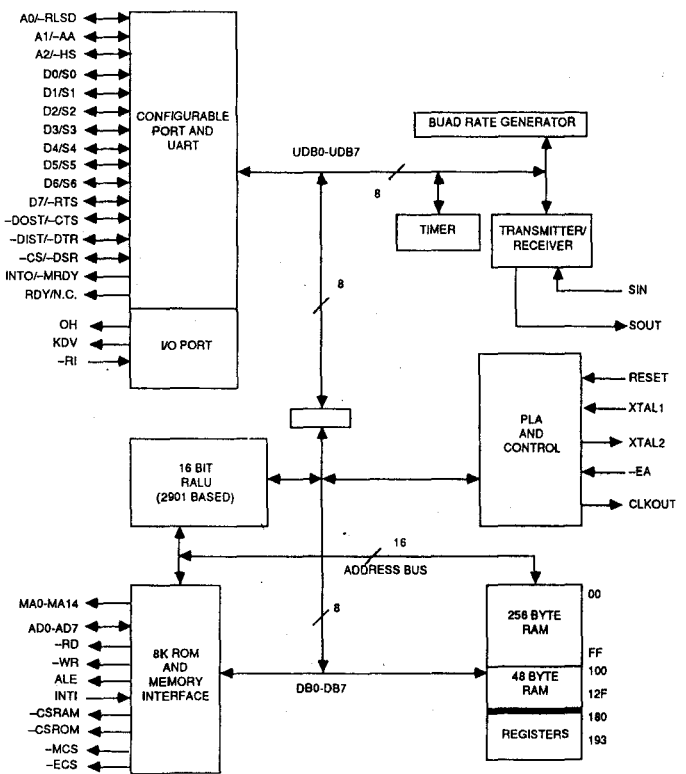 A0/–RLSD
A1/–AA
A2/–HS
D0/S0
D1/S1
D2/S2
D3/S3
D4/S4
D5/S5
D6/S6
D7/–RTS
–DOST/–CTS
–DIST/–DTR
–CS/–DSR
INTO/–MRDY
RDY/N.C.
OH
KDV
–RI
CONFIGURABLE
PORT AND
UART
I/O PORT
UDB0-UDB7
8
8
BUAD RATE GENERATOR
TIMER
TRANSMITTER/
RECEIVER
SIN
SOUT
PLA
AND
CONTROL
RESET
XTAL1
XTAL2
–EA
CLKOUT
16 BIT
RALU
(2901 BASED)
16
ADDRESS BUS
8
DB0-DB7
MA0-MA14
AD0-AD7
–RD
–WR
ALE
INTI
–CSRAM
–CSROM
–MCS
–ECS
8K ROM
AND
MEMORY
INTERFACE
256 BYTE
RAM
48 BYTE
RAM
REGISTERS
00
FF
100
12F
180
193